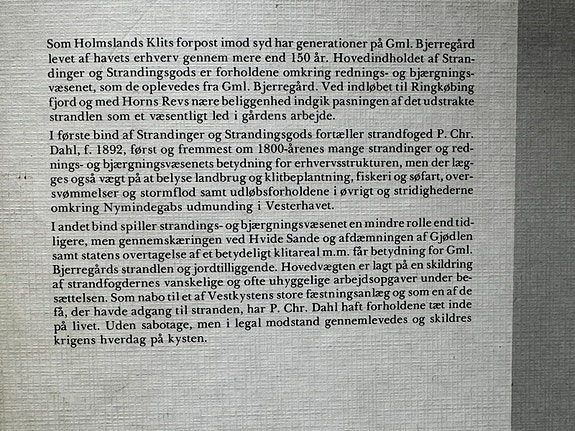 Som Holmslands Klits forpost imod syd har generationer på Gml. Bjerregård
levet af havets erhverv gennem mere end 150 år. Hovedindholdet af Stran-
dinger og Strandingsgods er forholdene omkring rednings- og bjærgnings-
væsenet, som de oplevedes fra Gml. Bjerregård. Ved indløbet til Ringkøbing
fjord og med Horns Revs nære beliggenhed indgik pasningen af det udstrakte
strandlen som et væsentligt led i gårdens arbejde.
I første bind af Strandinger og Strandingsgods fortæller strandfoged P. Chr.
Dahl, f. 1892, først og fremmest om 1800-årenes mange strandinger og red-
nings- og bjærgningsvæsenets betydning for erhvervsstrukturen, men der læg-
ges også vægt på at belyse landbrug og klitbeplantning, fiskeri og søfart, over-
svømmelser og stormflod samt udløbsforholdene i øvrigt og stridighederne
omkring Nymindegabs udmunding i Vesterhavet.
I andet bind spiller strandings- og bjærgningsvæsenet en mindre rolle end tid-
ligere, men gennemskæringen ved Hvide Sande og afdæmningen af Gjødlen
samt statens overtagelse af et betydeligt klitareal m.m. får betydning for Gml.
Bjerregårds strandlen og jordtilliggende. Hovedvægten er lagt på en skildring
af strandfogdernes vanskelige og ofte uhyggelige arbejdsopgaver under be-
sættelsen. Som nabo til et af Vestkystens store fæstningsanlæg og som en af de
få, der havde adgang til stranden, har P. Chr. Dahl haft forholdene tæt inde
på livet. Uden sabotage, men i legal modstand gennemlevedes og skildres
krigens hverdag på kysten.